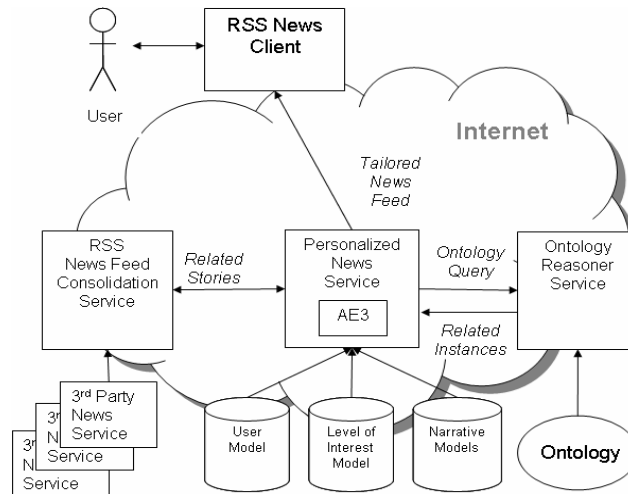 RSS News
Client
User
Internet
Tailored
News
Feed
RSS
News Feed
Consolidation
Service
Related
Stories
Personalized
News
Service
AE3
Ontology
Query
Related
Instances
Ontology
Reasoner
Service
3rd Party
News
Service
3r
N
Service
3r
N
Service
User
Model
Level of
Interest
Model
Narrative
Models
Ontology